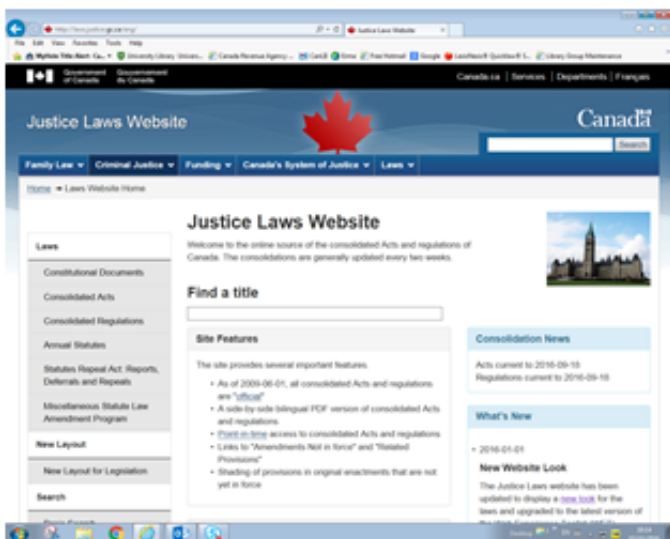 Justice Laws Website
File Edit View Favorites Tools Help
Government of Canada
Gouvernement du Canada
Canada.ca | Services | Departments | Français
Justice Laws Website
Canada
Search
Family Law
Criminal Justice
Funding
Canada's System of Justice
Laws
Home
Laws Website Home
Laws
Constitutional Documents
Consolidated Acts
Consolidated Regulations
Annual Statutes
Statutes Repeal Act: Reports,
Deferrals and Repeals
Miscellaneous Statute Law
Amendment Program
New Layout
New Layout for Legislation
Search
Justice Laws Website
Welcome to the online source of the consolidated Acts and regulations of
Canada. The consolidations are generally updated every two weeks.
Find a title
Site Features
The site provides several important features.
• As of 2009-06-01, all consolidated Acts and regulations
are "official"
• A side-by-side bilingual PDF version of consolidated Acts
and regulations
• Point-in-time access to consolidated Acts and regulations
• Links to "Amendments Not in force" and "Related
Provisions"
• Shading of provisions in original enactments that are not
yet in force
Consolidation News
Acts current to 2016-09-18
Regulations current to 2016-09-18
What's New
• 2016-01-01
New Website Look
The Justice Laws website has been
updated to display a new look for the
laws and upgraded to the latest version of